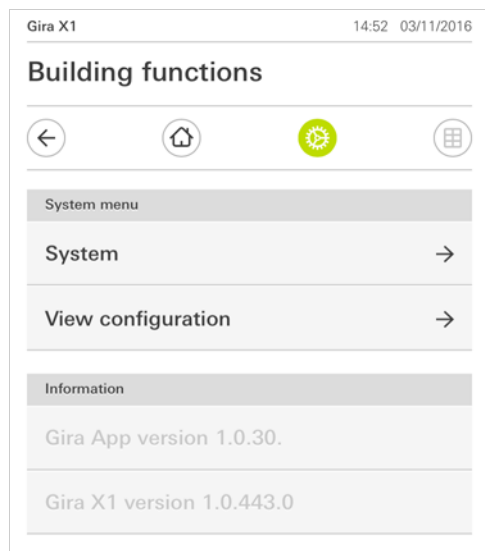 Gira X1 14:52 03/11/2016
Building functions
System menu
System
View configuration
Information
Gira App version 1.0.30.
Gira X1 version 1.0.443.0